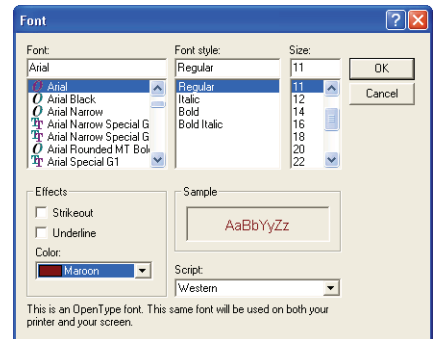 Font
Font: Font style: Size:
Arial Regular 11 OK
Arial Regular 11 Cancel
Arial Black Italic 12
Arial Narrow Bold 14
Arial Narrow Special G Bold Italic 16
Arial Narrow Special G 18
Arial Rounded MT Bol 20
Arial Special G1 22
Effects Sample
Strikeout
Underline
AaBbYyZz
Color:
Maroon
Script:
Western
This is an OpenType font. This same font will be used on both your
printer and your screen.